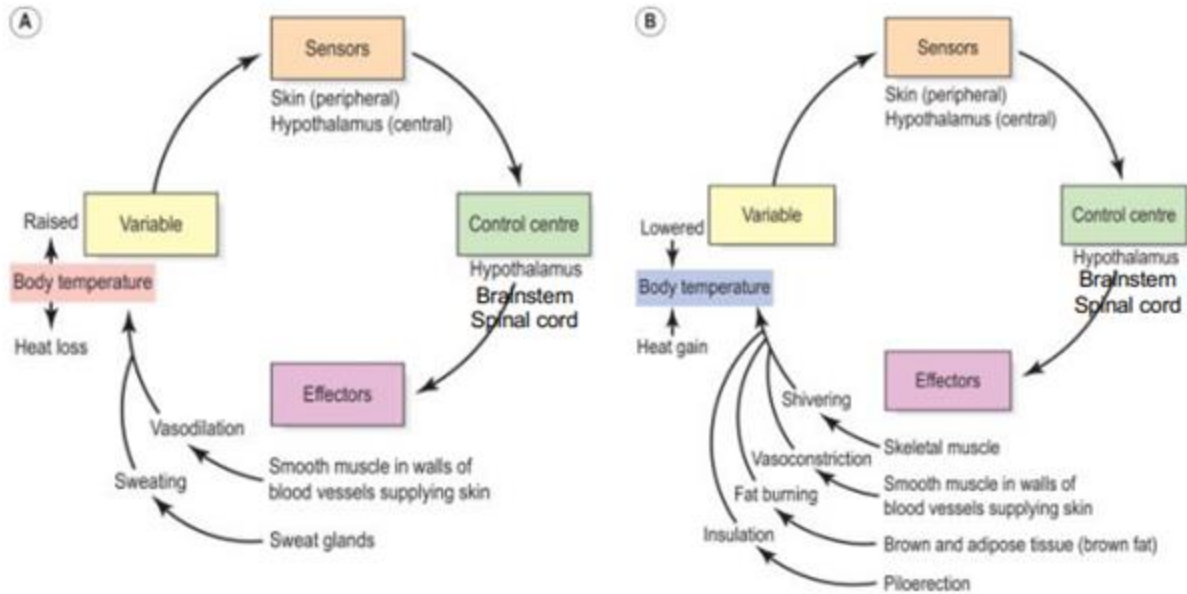 A
Sensors
Skin (peripheral)
Hypothalamus (central)
Variable
Control centre
Hypothalamus
Brainstem
Spinal cord
Raised
Body temperature
Heat loss
Effectors
Vasodilation
Smooth muscle in walls of
blood vessels supplying skin
Sweating
Sweat glands
B
Sensors
Skin (peripheral)
Hypothalamus (central)
Variable
Control centre
Hypothalamus
Brainstem
Spinal cord
Lowered
Body temperature
Heat gain
Effectors
Shivering
Skeletal muscle
Vasoconstriction
Smooth muscle in walls of
blood vessels supplying skin
Fat burning
Brown and adipose tissue (brown fat)
Insulation
Piloerection